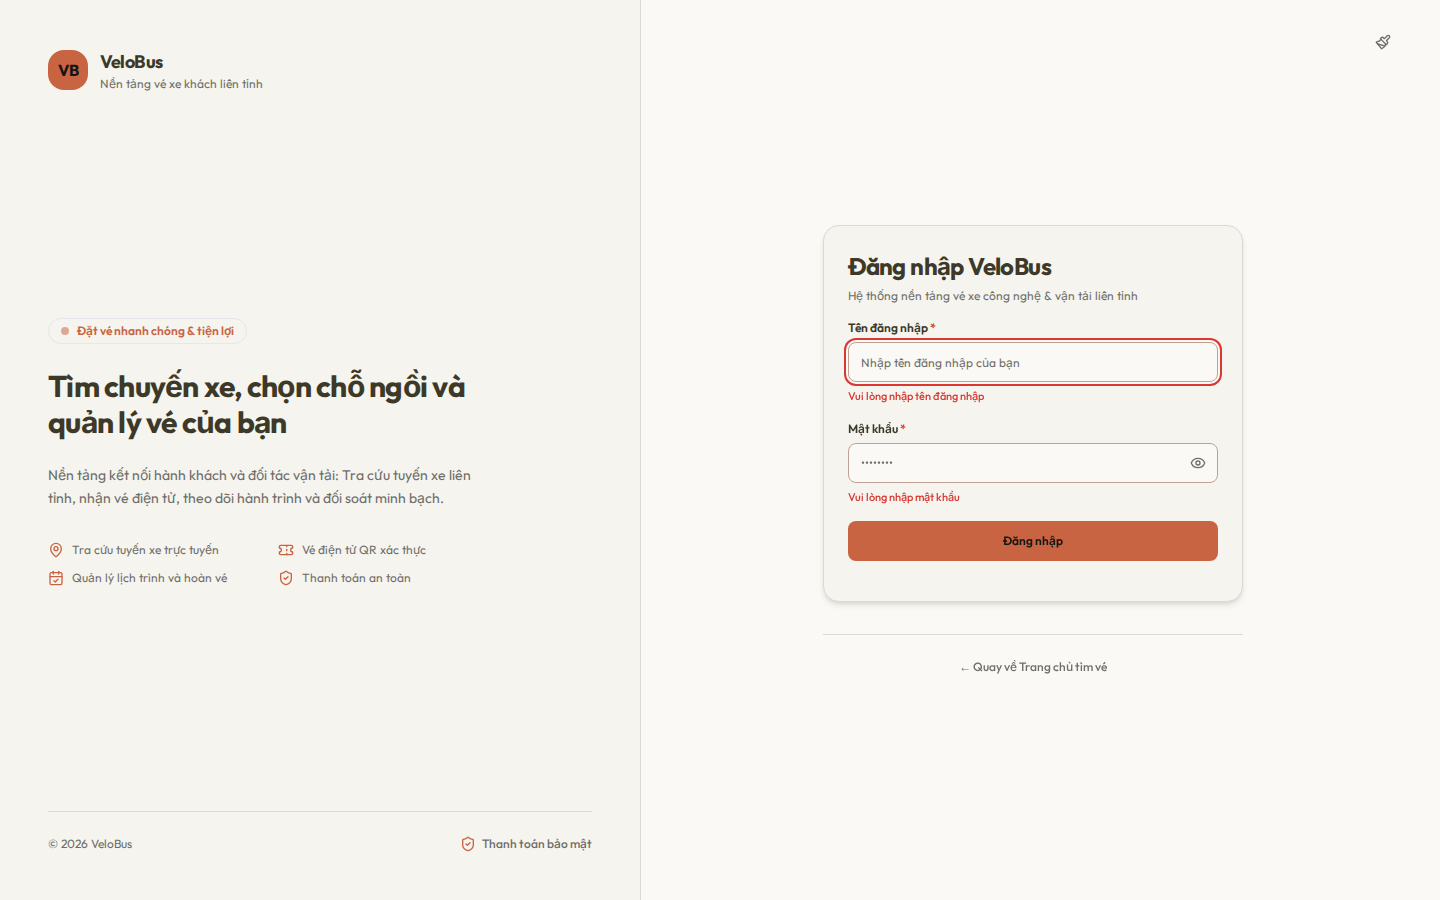 VB
VeloBus
Nền tảng vé xe khách liên tỉnh
Đặt vé nhanh chóng & tiện lợi
Tìm chuyến xe, chọn chỗ ngồi và
quản lý vé của bạn
Nền tảng kết nối hành khách và đối tác vận tải: Tra cứu tuyến xe liên
tỉnh, nhận vé điện tử, theo dõi hành trình và đối soát minh bạch.
Tra cứu tuyến xe trực tuyến
Vé điện tử QR xác thực
Quản lý lịch trình và hoàn vé
Thanh toán an toàn
© 2026 VeloBus
Thanh toán bảo mật
Đăng nhập VeloBus
Hệ thống nền tảng vé xe công nghệ & vận tải liên tỉnh
Tên đăng nhập *
Nhập tên đăng nhập của bạn
Vui lòng nhập tên đăng nhập
Mật khẩu *
••••••••
Vui lòng nhập mật khẩu
Đăng nhập
← Quay về Trang chủ tìm vé